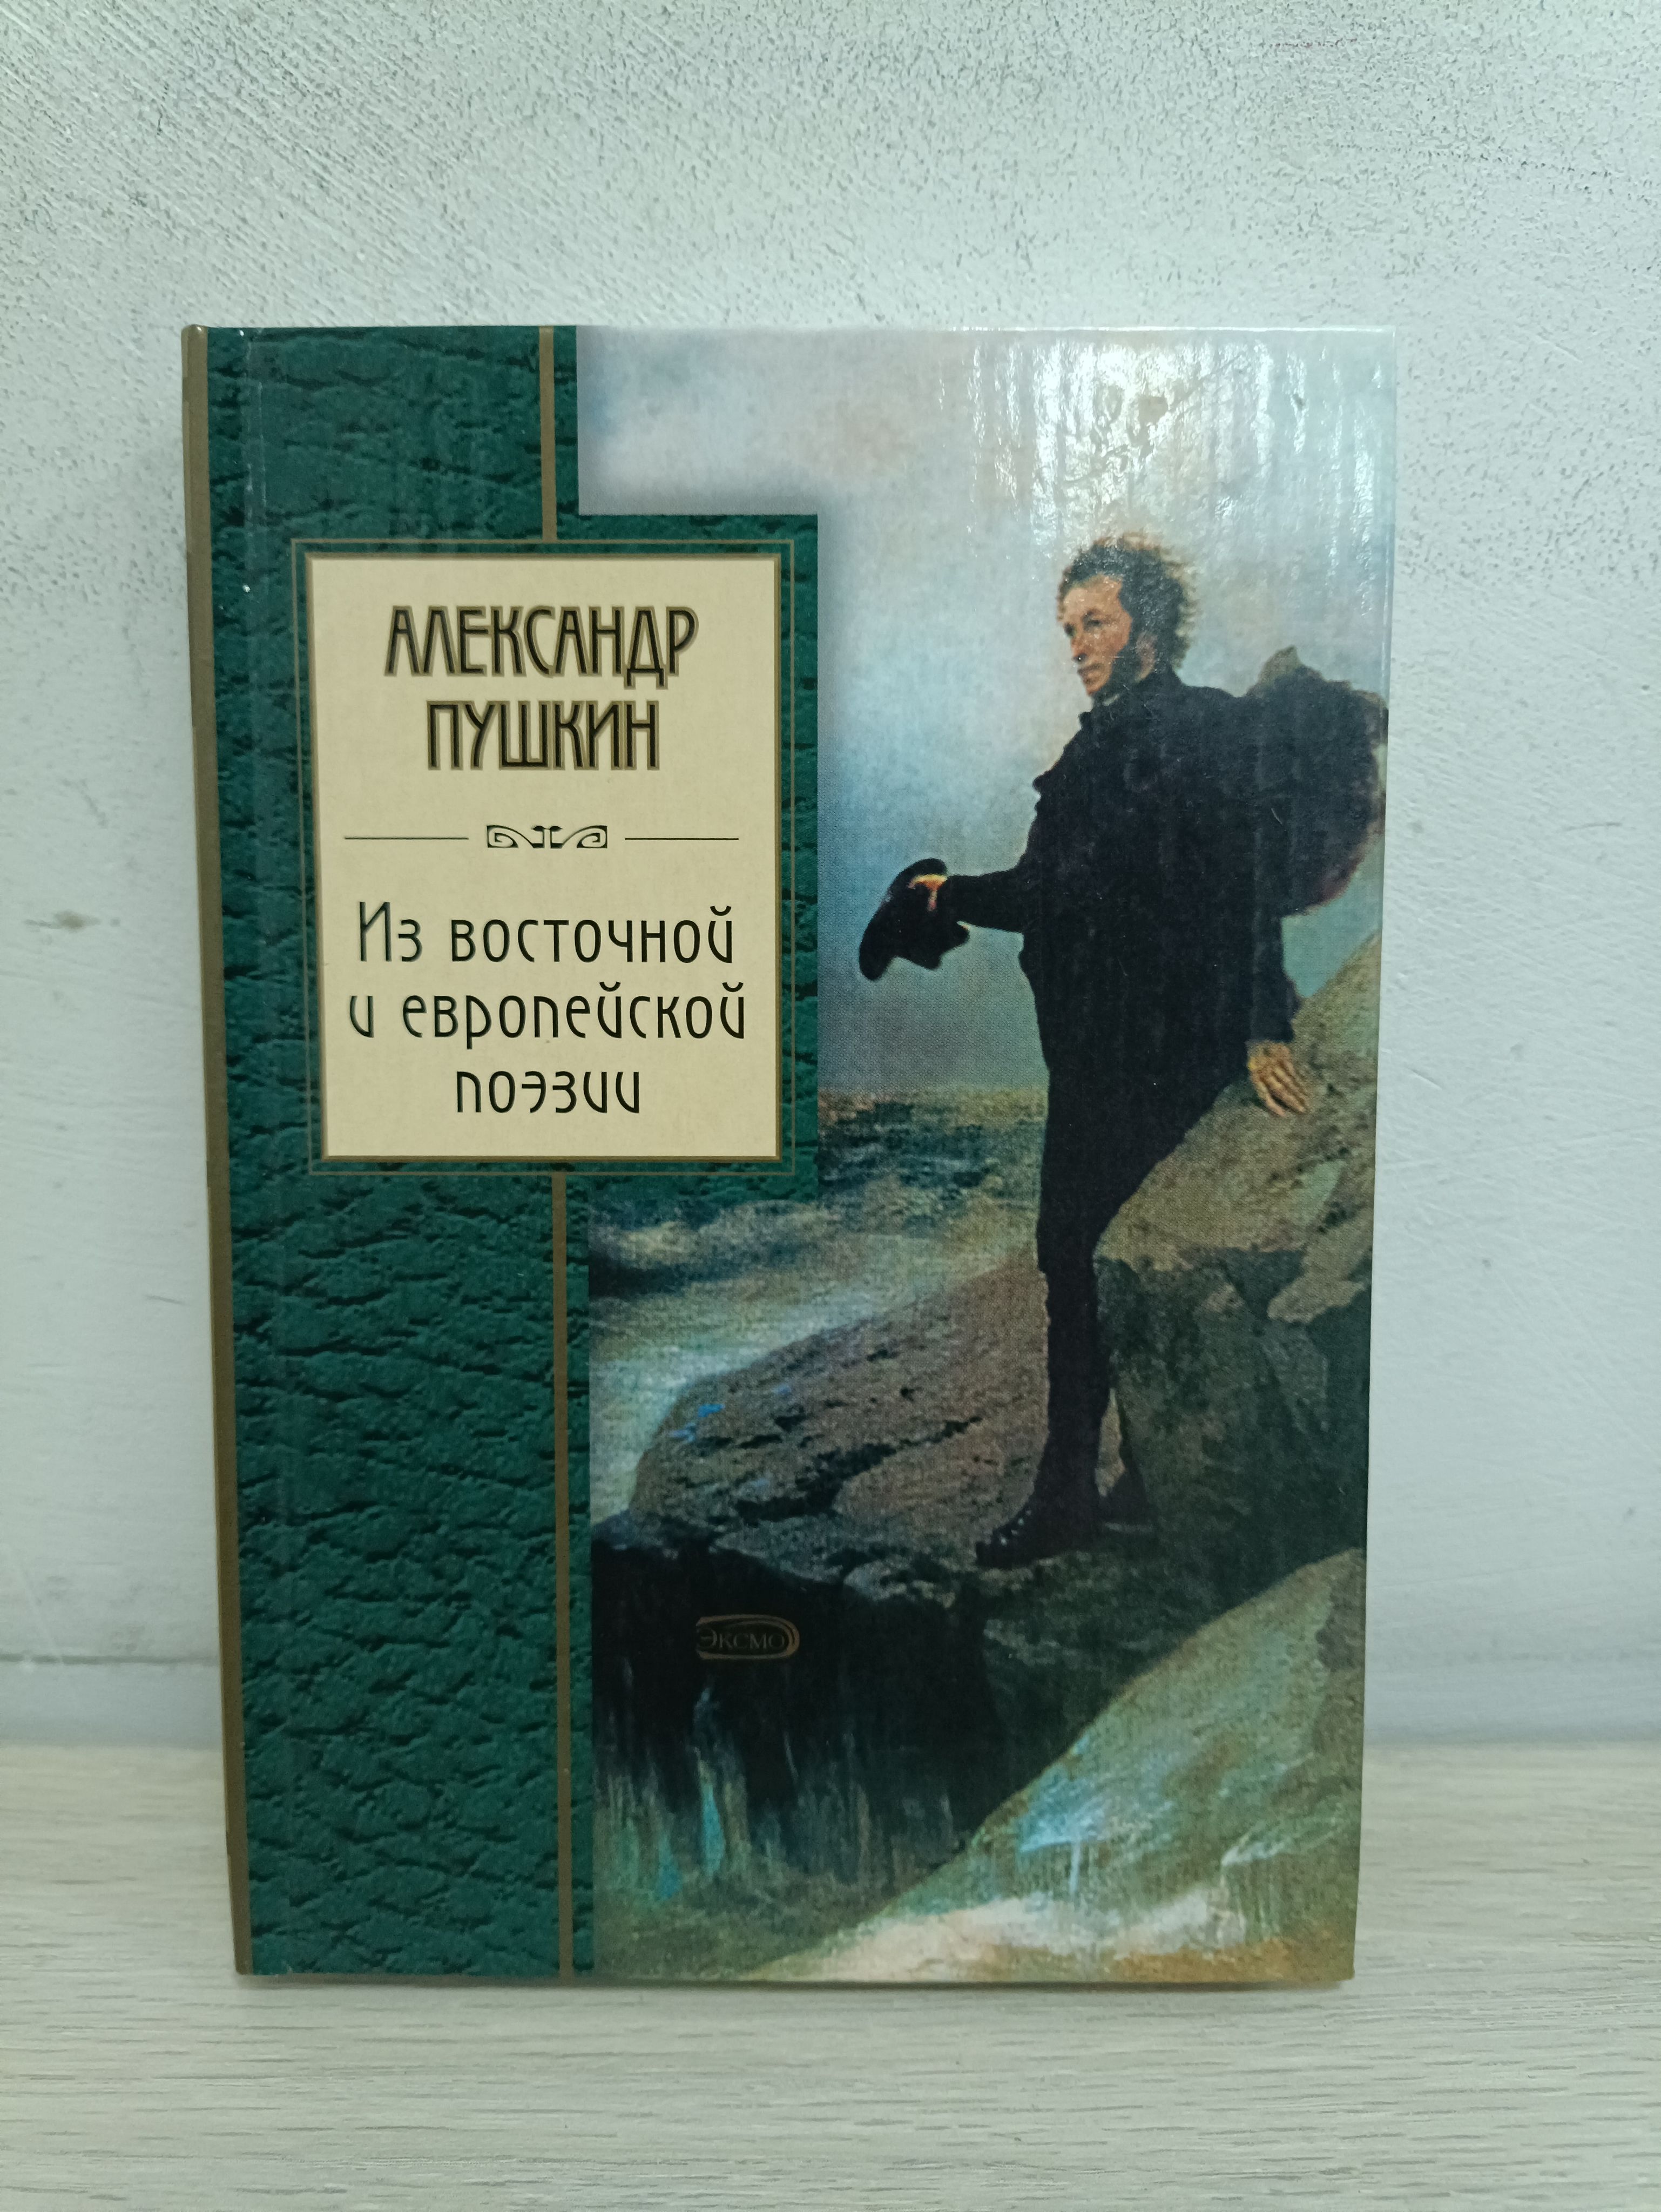 АЛЕКСАНДР
ПУШКИН
Из восточной
и европейской
поэзии
ЭКСМО